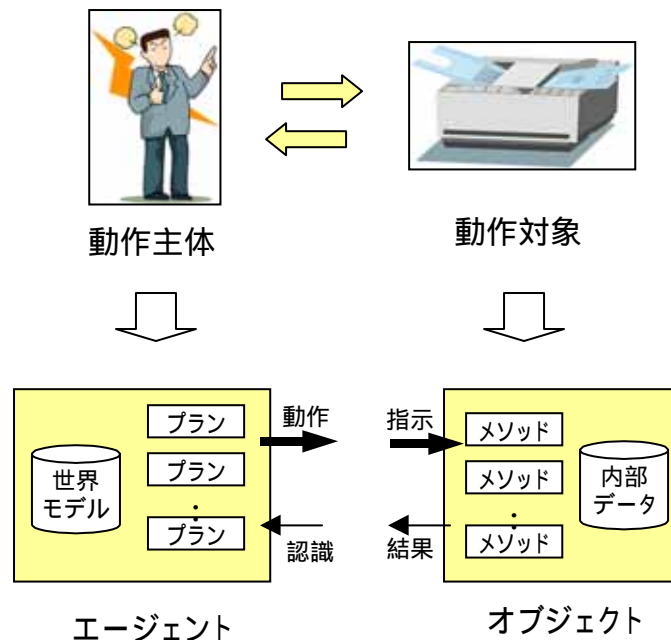 動作主体
動作対象
プラン
プラン
:
プラン
世界
モデル
動作
認識
エージェント
指示
結果
メソッド
メソッド
:
メソッド
内部
データ
オブジェクト